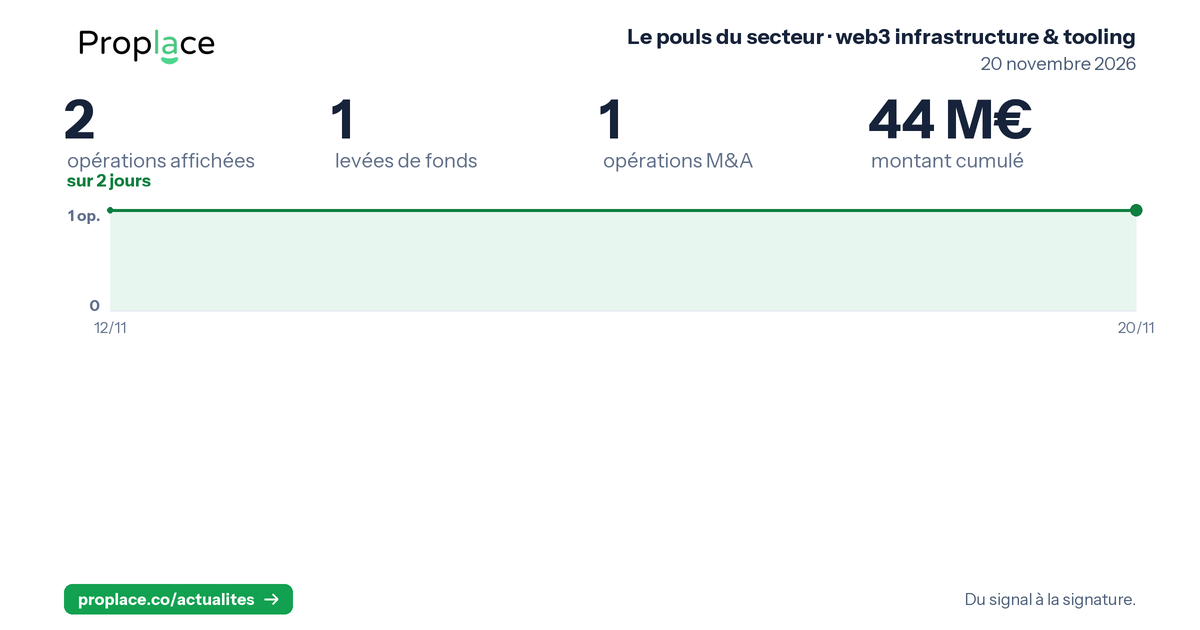 Proplace
Le pouls du secteur · web3 infrastructure & tooling
20 novembre 2026
2
opérations affichées
sur 2 jours
1
levées de fonds
1
opérations M&A
44 M€
montant cumulé
1 op.
0
12/11
20/11
proplace.co/actualites →
Du signal à la signature.